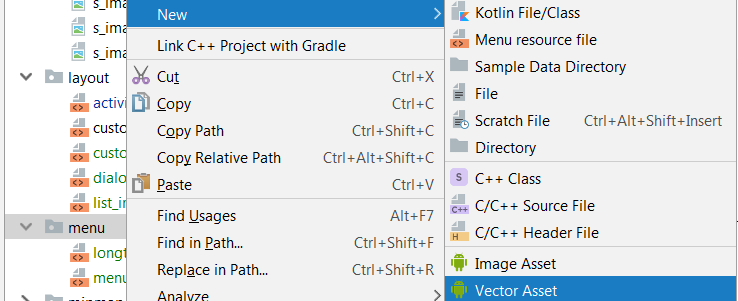 s_ima
s_ima
s_ima
layout
activi
custo
custo
dialo
list_in
menu
longt
menu
New
Link C++ Project with Gradle
Cut Ctrl+X
Copy Ctrl+C
Copy Path Ctrl+Shift+C
Copy Relative Path Ctrl+Alt+Shift+C
Paste Ctrl+V
Find Usages Alt+F7
Find in Path... Ctrl+Shift+F
Replace in Path... Ctrl+Shift+R
Analyze
Kotlin File/Class
Menu resource file
Sample Data Directory
File
Scratch File Ctrl+Alt+Shift+Insert
Directory
S C++ Class
C++ C/C++ Source File
H C/C++ Header File
Image Asset
Vector Asset